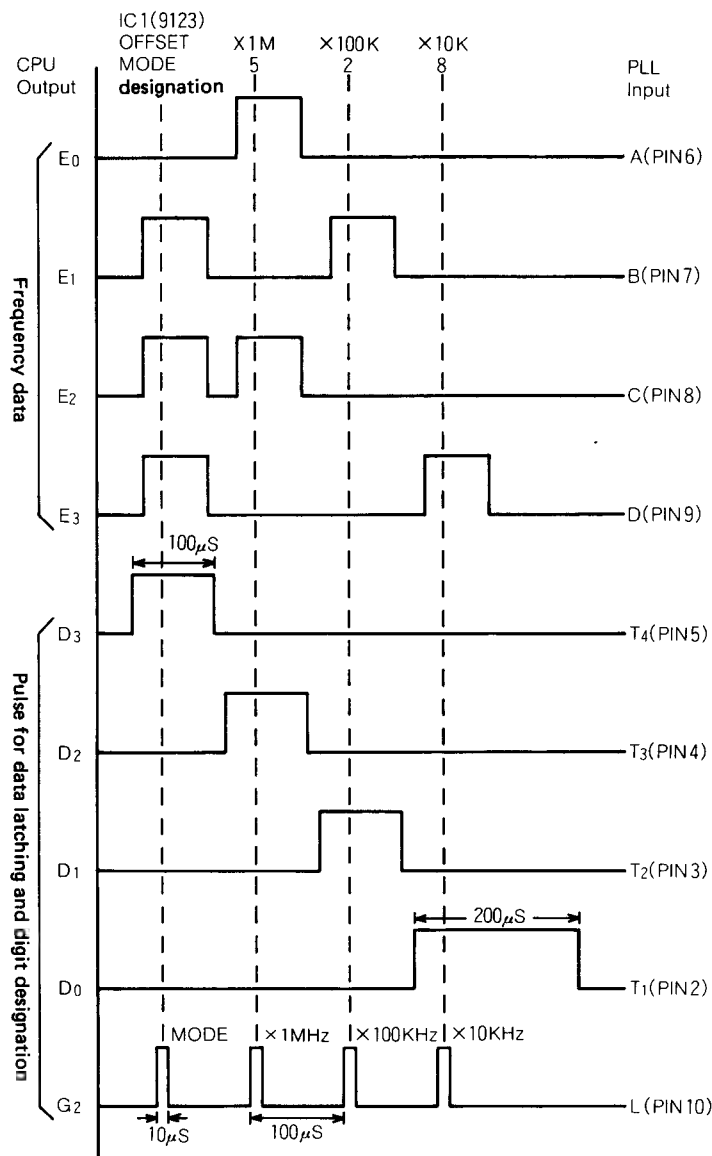 IC1(9123)
OFFSET X1M ×100K ×10K
CPU MODE 5 2 8 PLL
Output designation Input
E0 A(PIN6)
E1 B(PIN7)
E2 C(PIN8)
E3 D(PIN9)
Frequency data
100μS
D3 T4(PIN5)
D2 T3(PIN4)
D1 T2(PIN3)
200μS
D0 T1(PIN2)
Pulse for data latching and digit designation
MODE ×1MHz ×100KHz ×10KHz
G2 L(PIN10)
10μS 100μS